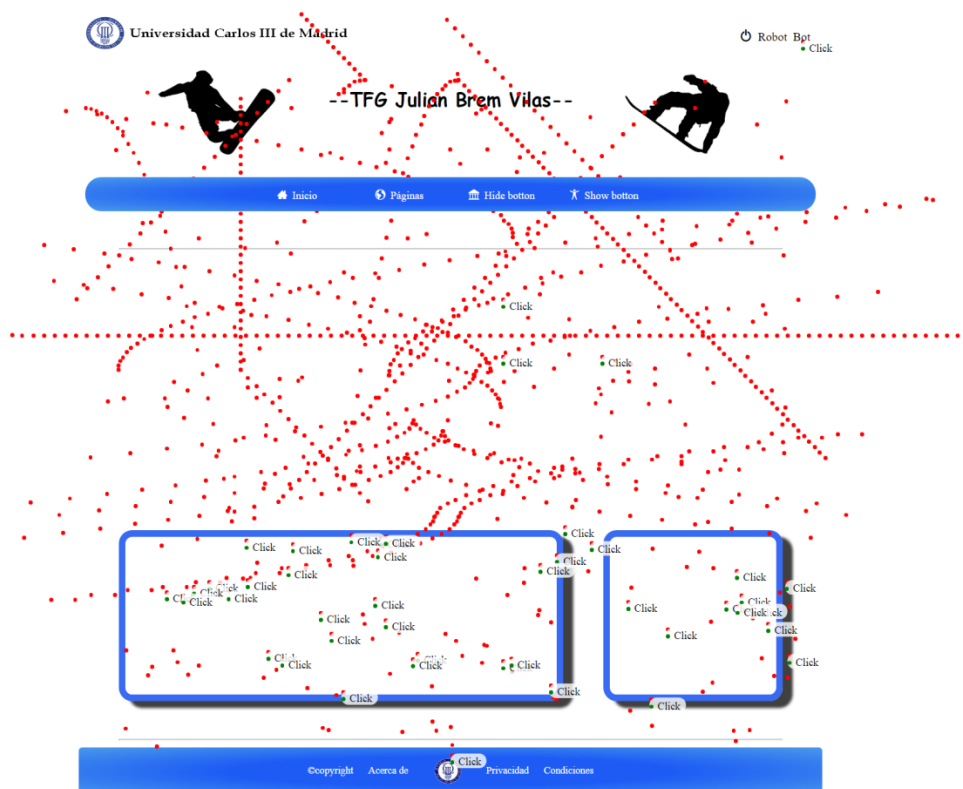 Universidad Carlos III de Madrid
Robot Bot
Click
--TFG Julian Brem Vilas--
Inicio Páginas Hide botton Show botton
Click
Click Click
Click
Click Click
Click Click Click
Click Click
Click Click Click
Click Click
Click
Click Click
Click
Click
Click Click Click
Click Click
Click
Click Click Click
Click
Click
Click
Click
©copyright Acerca de Privacidad Condiciones